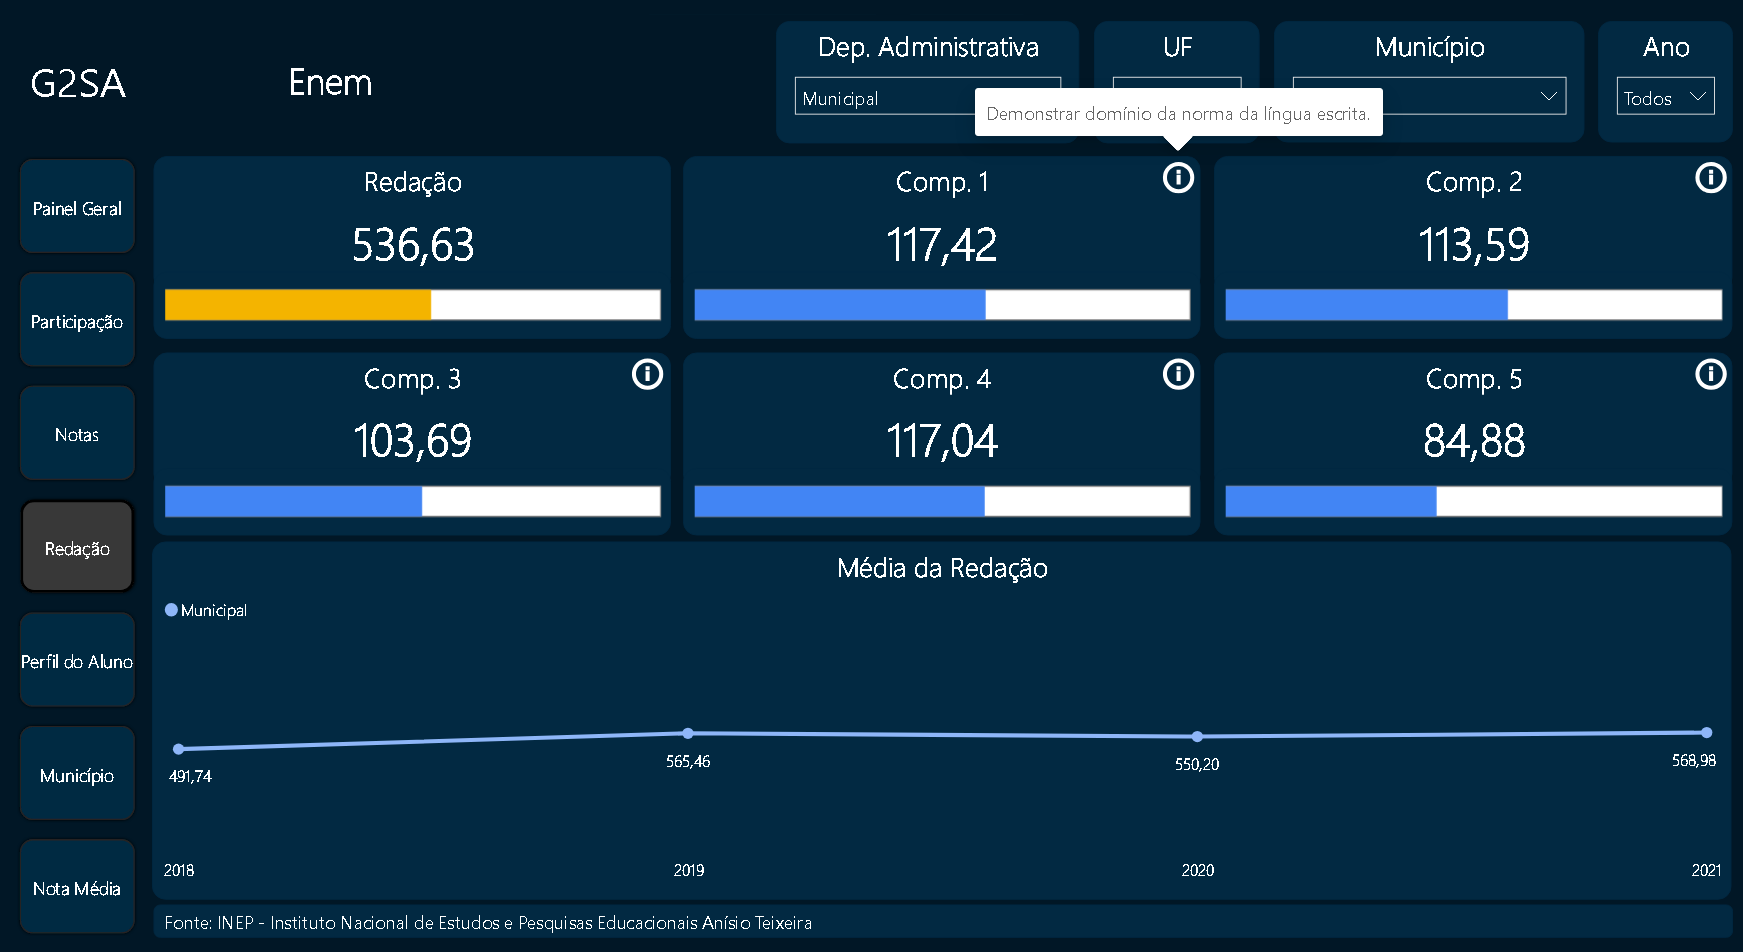 G2SA
Enem
Dep. Administrativa
Municipal
UF
Município
Ano
Todos
Demonstrar domínio da norma da língua escrita.
Painel Geral
Participação
Notas
Redação
Perfil do Aluno
Município
Nota Média
Redação
536,63
Comp. 1
117,42
Comp. 2
113,59
Comp. 3
103,69
Comp. 4
117,04
Comp. 5
84,88
Média da Redação
Municipal
491,74
565,46
550,20
568,98
2018
2019
2020
2021
Fonte: INEP - Instituto Nacional de Estudos e Pesquisas Educacionais Anísio Teixeira